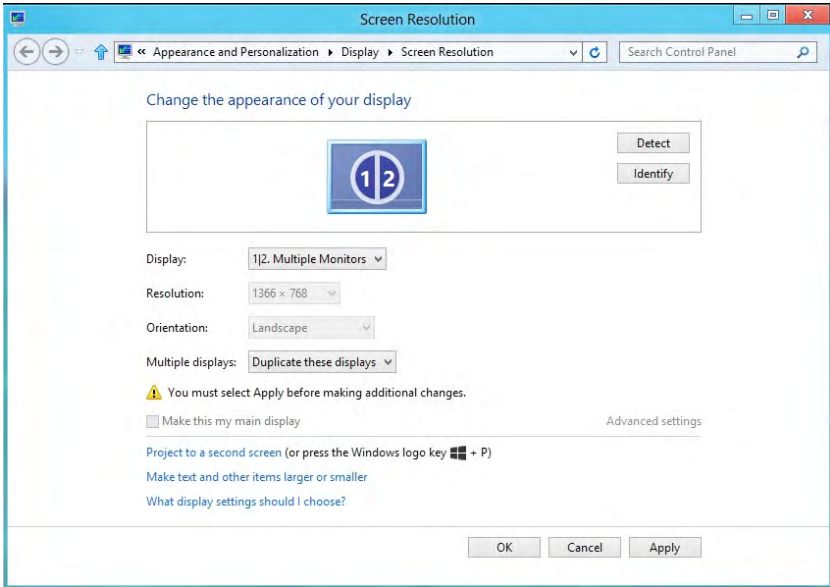 Screen Resolution
« Appearance and Personalization ▸ Display ▸ Screen Resolution
Search Control Panel
Change the appearance of your display
1|2
Detect
Identify
Display: 1|2. Multiple Monitors
Resolution: 1366 × 768
Orientation: Landscape
Multiple displays: Duplicate these displays
You must select Apply before making additional changes.
Make this my main display Advanced settings
Project to a second screen (or press the Windows logo key + P)
Make text and other items larger or smaller
What display settings should I choose?
OK Cancel Apply